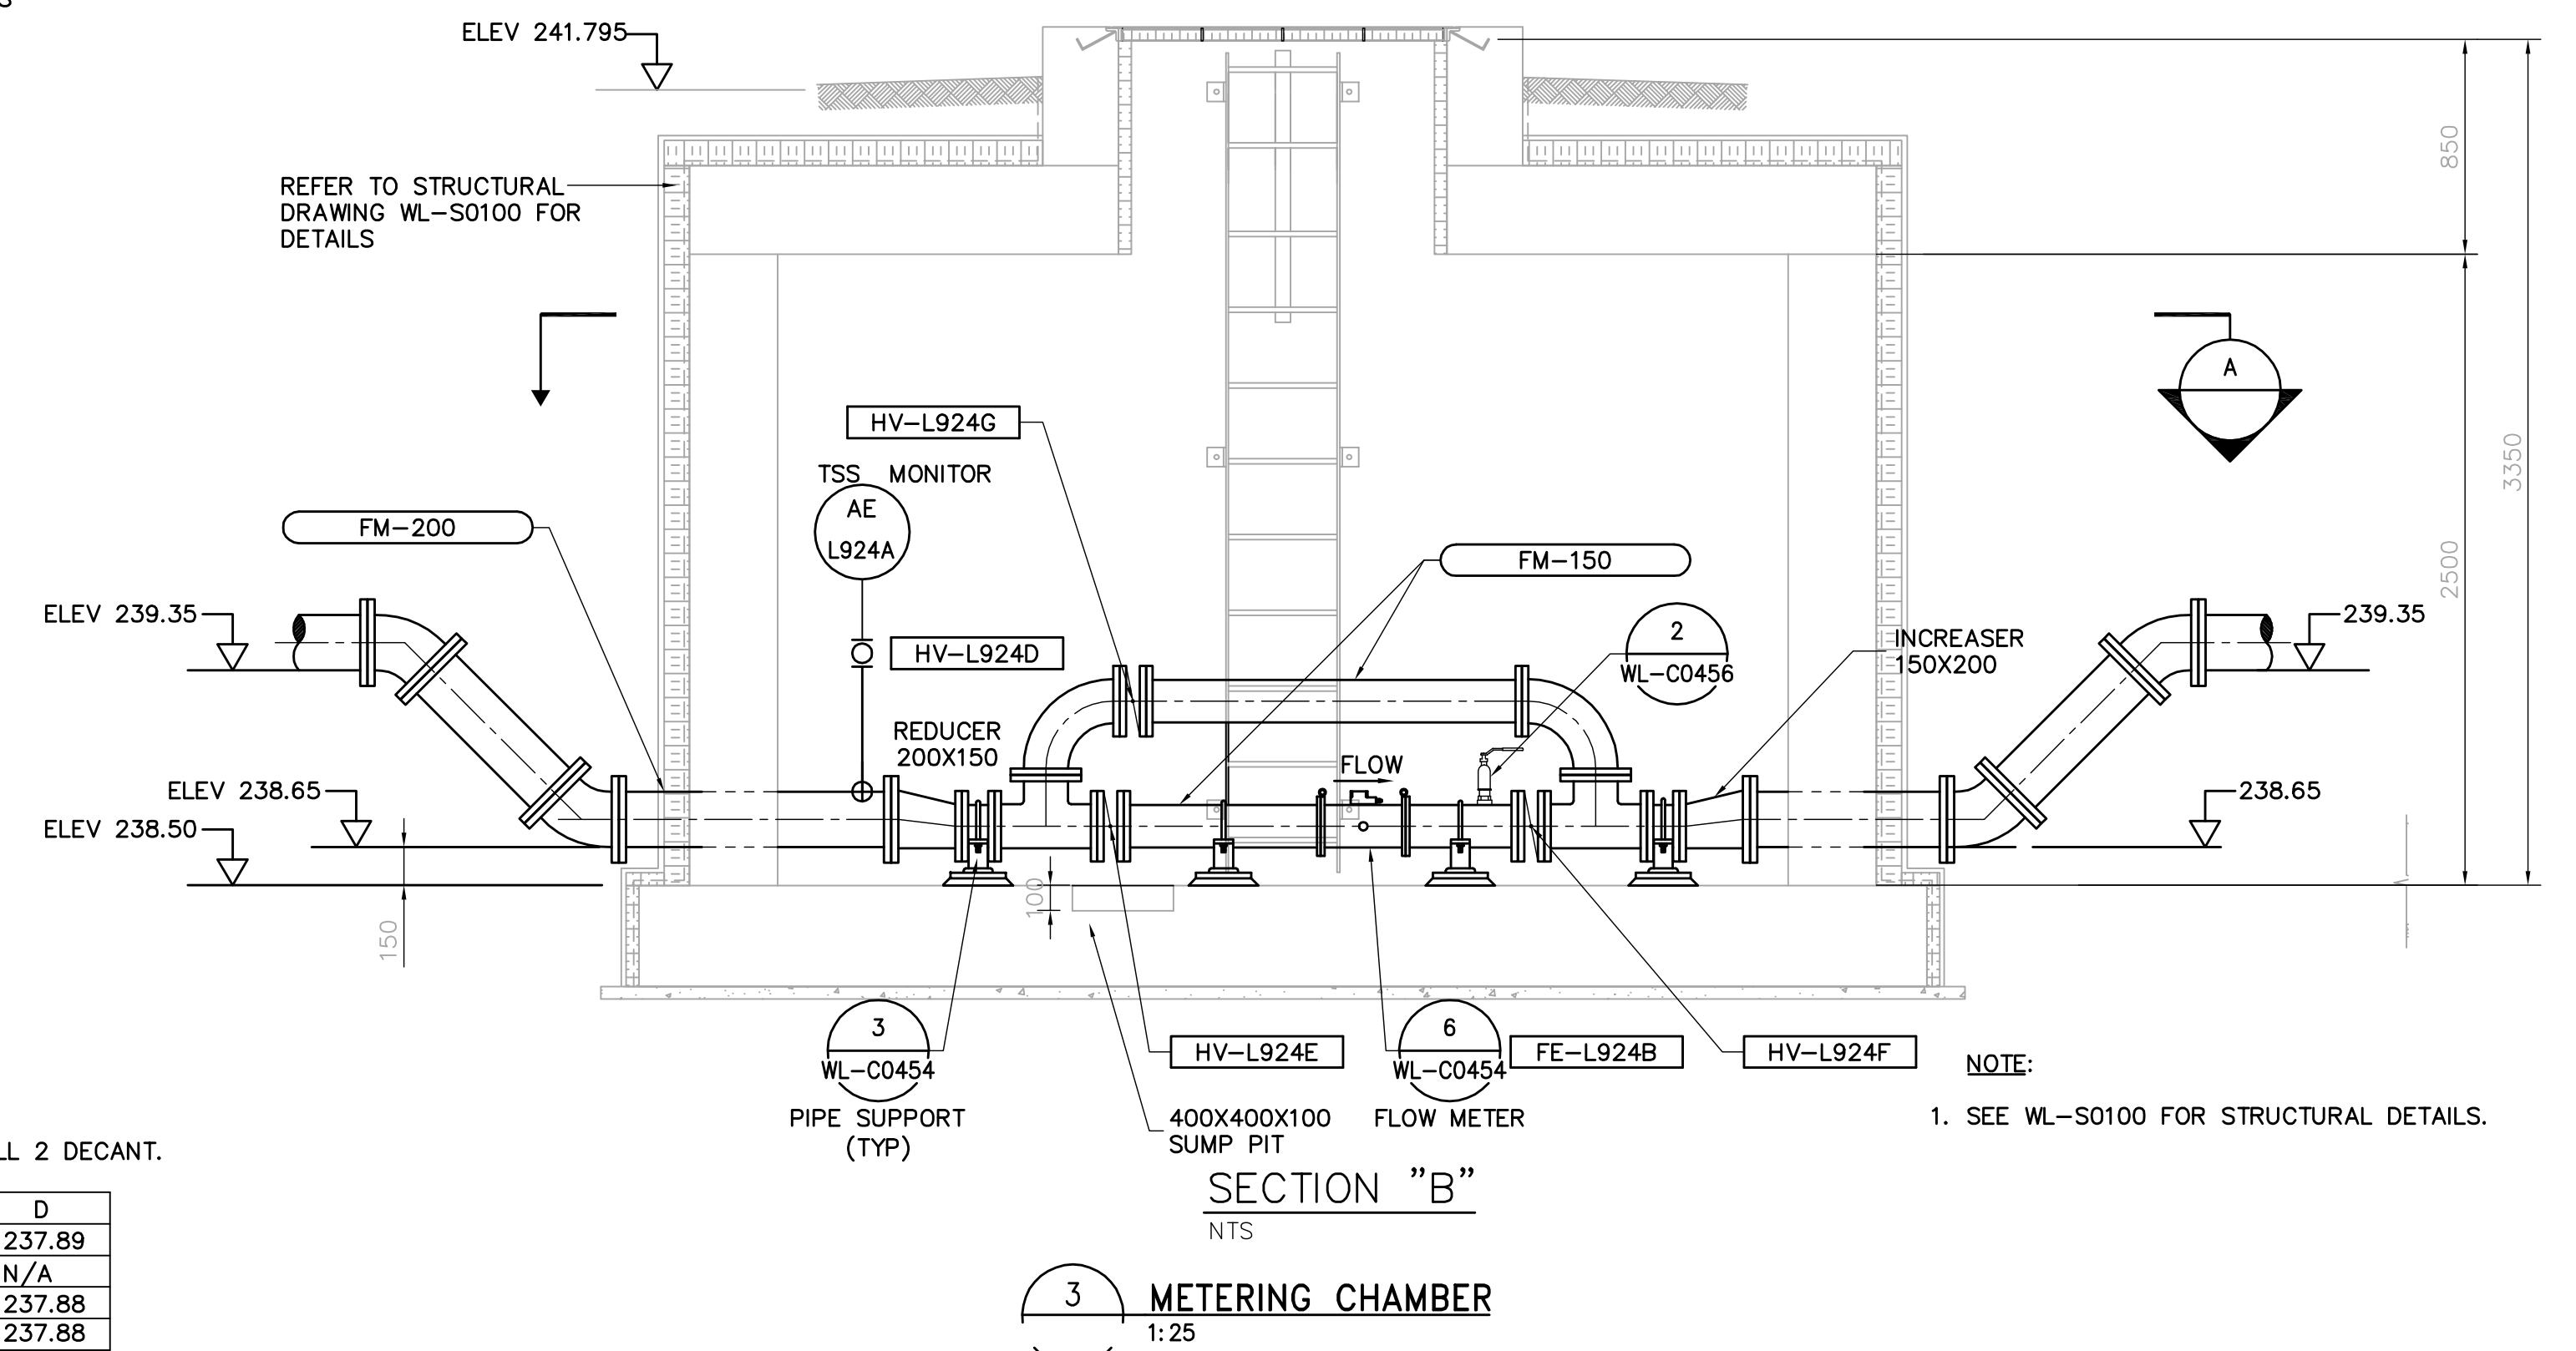 S
ELEV 241.795
850
REFER TO STRUCTURAL
DRAWING WL-S0100 FOR
DETAILS
A
HV-L924G
3350
TSS MONITOR
AE
L924A
FM-200
FM-150
2500
ELEV 239.35
239.35
2
WL-C0456
HV-L924D
INCREASER
150X200
REDUCER
200X150
FLOW
ELEV 238.65
238.65
ELEV 238.50
100
150
3
WL-C0454
PIPE SUPPORT
(TYP)
HV-L924E
400X400X100
SUMP PIT
6
WL-C0454
FLOW METER
FE-L924B
HV-L924F
NOTE:
1. SEE WL-S0100 FOR STRUCTURAL DETAILS.
LL 2 DECANT.
SECTION "B"
NTS
D
237.89
N/A
237.88
237.88
3
METERING CHAMBER
1:25